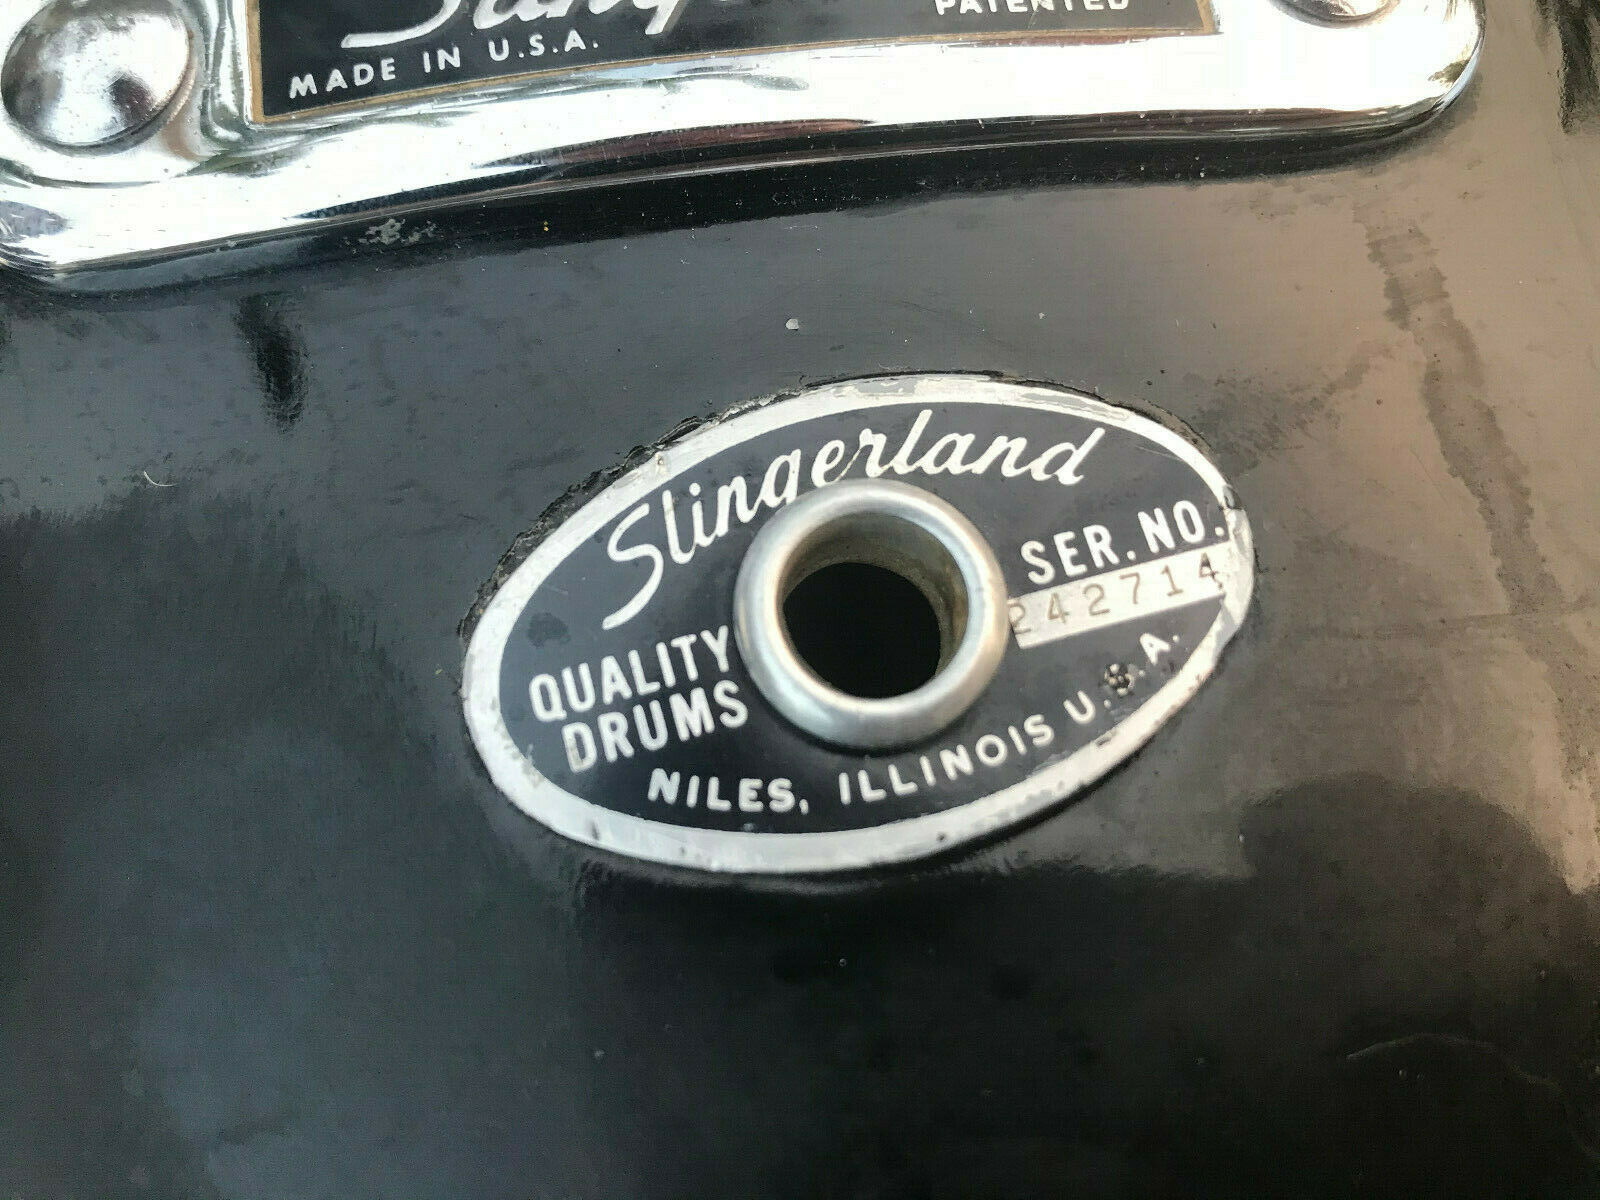 PATENTED
MADE IN U.S.A.
Slingerland
SER. NO.
242714
QUALITY
DRUMS
NILES, ILLINOIS U.S.A.